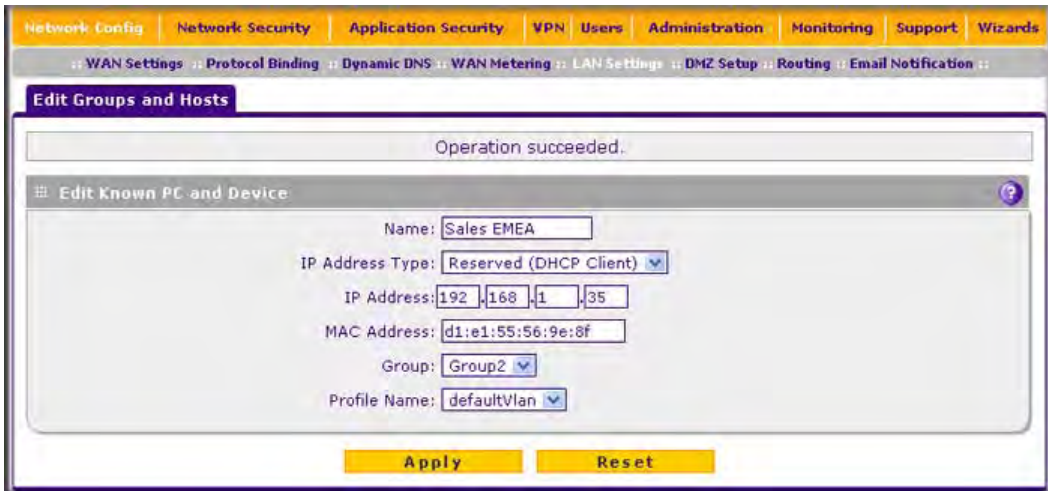 Network Config Network Security Application Security VPN Users Administration Monitoring Support Wizards
:: WAN Settings :: Protocol Binding :: Dynamic DNS :: WAN Metering :: LAN Settings :: DMZ Setup :: Routing :: Email Notification ::
Edit Groups and Hosts
Operation succeeded.
Edit Known PC and Device ?
Name: Sales EMEA
IP Address Type: Reserved (DHCP Client)
IP Address: 192 .168 .1 .35
MAC Address: d1:e1:55:56:9e:8f
Group: Group2
Profile Name: defaultVlan
Apply Reset